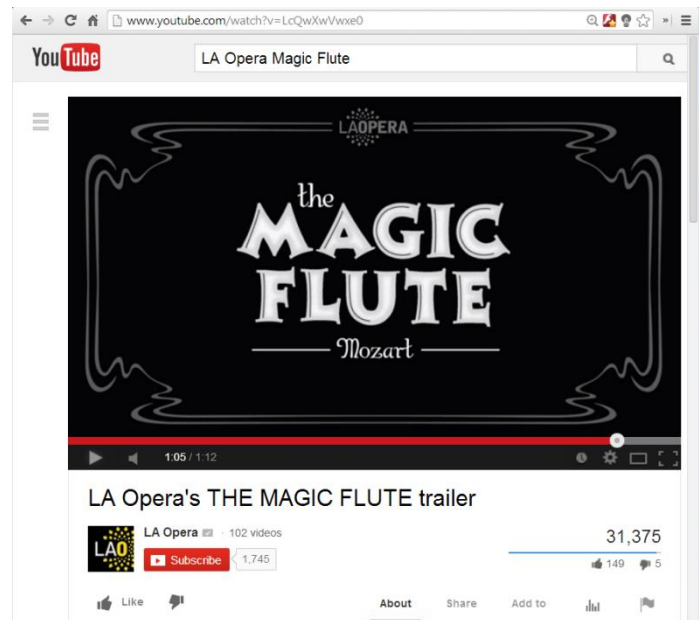 www.youtube.com/watch?v=LcQwXwVwxe0
YouTube
LA Opera Magic Flute
LAOPERA
the
MAGIC
FLUTE
Mozart
1:05 / 1:12
LA Opera's THE MAGIC FLUTE trailer
LA Opera · 102 videos
LAO
Subscribe 1,745
31,375
149 5
Like
About Share Add to